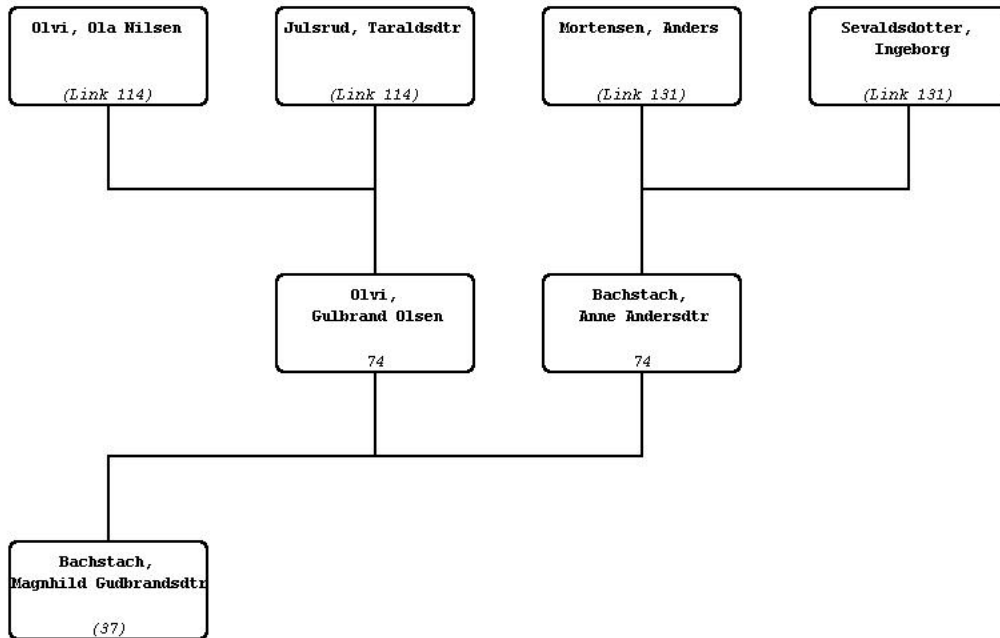 Olvi, Ola Nilsen
(Link 114)
Julsrud, Taraldsdtr
(Link 114)
Mortensen, Anders
(Link 131)
Sevaldsdotter,
Ingeborg
(Link 131)
Olvi,
Gulbrand Olsen
74
Bachstach,
Anne Andersdtr
74
Bachstach,
Magnhild Gudbrandsdtr
(37)